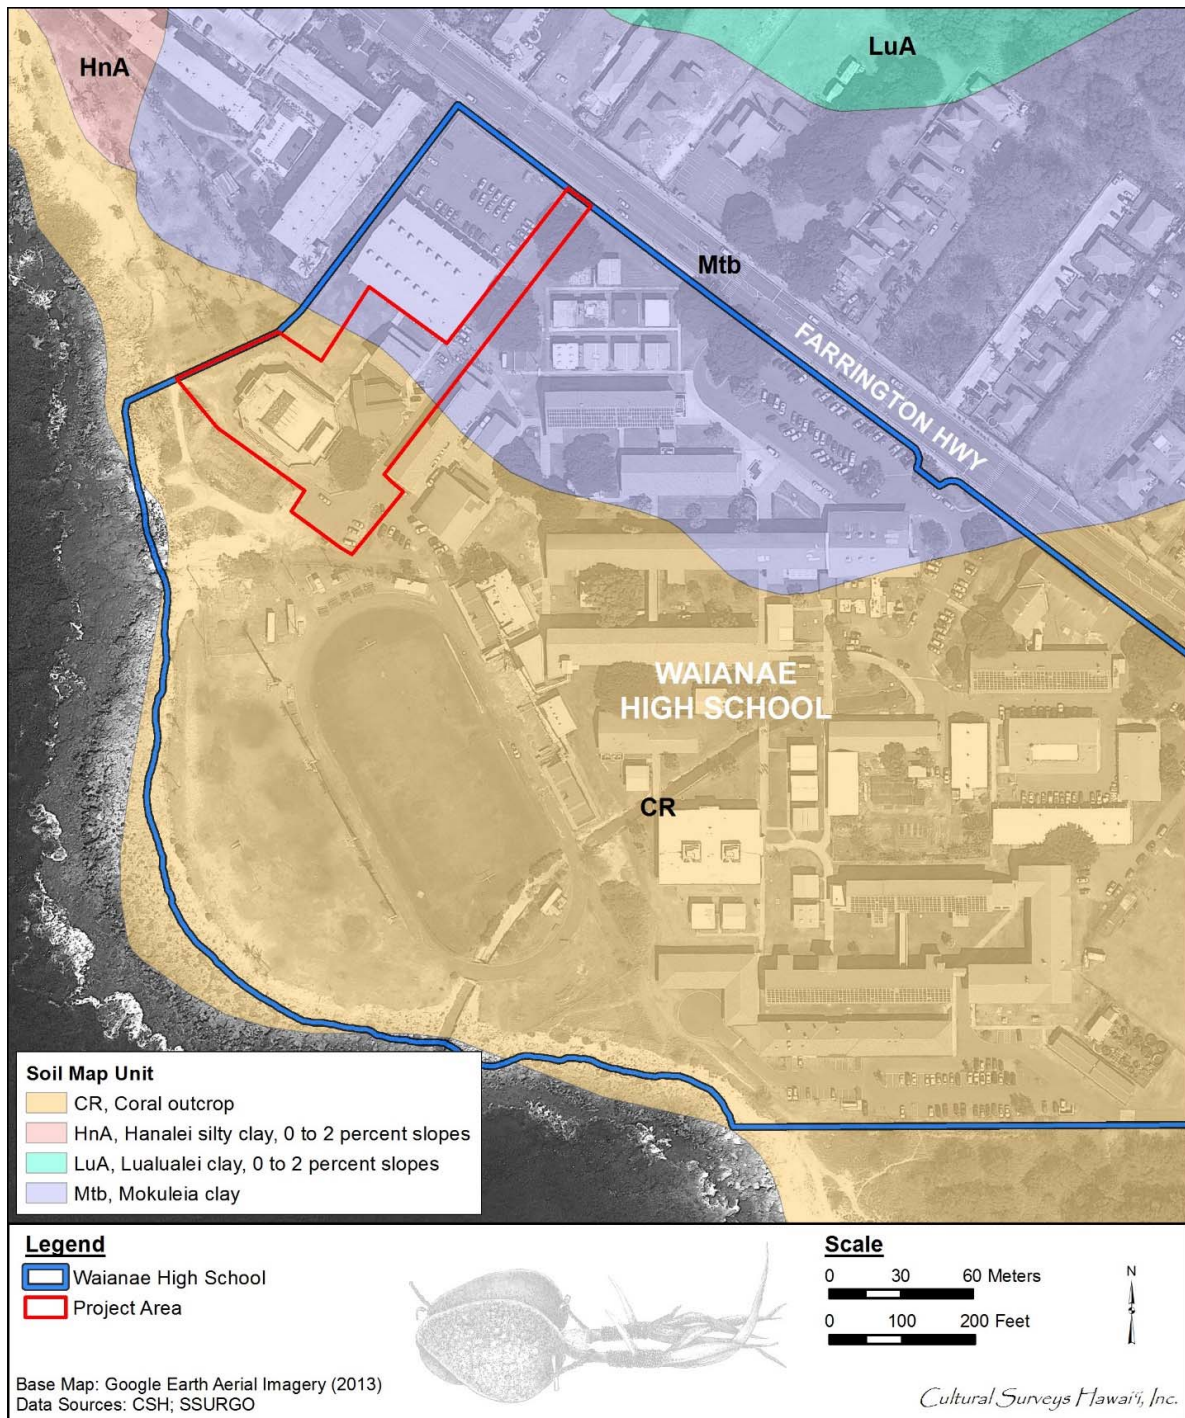 HnA
LuA
Mtb
FARRINGTON HWY
WAIANAE
HIGH SCHOOL
CR
Soil Map Unit
CR, Coral outcrop
HnA, Hanalei silty clay, 0 to 2 percent slopes
LuA, Lualualei clay, 0 to 2 percent slopes
Mtb, Mokuleia clay
Legend
Waianae High School
Project Area
Base Map: Google Earth Aerial Imagery (2013)
Data Sources: CSH; SSURGO
Scale
0 30 60 Meters
0 100 200 Feet
N
Cultural Surveys Hawaiʻi, Inc.